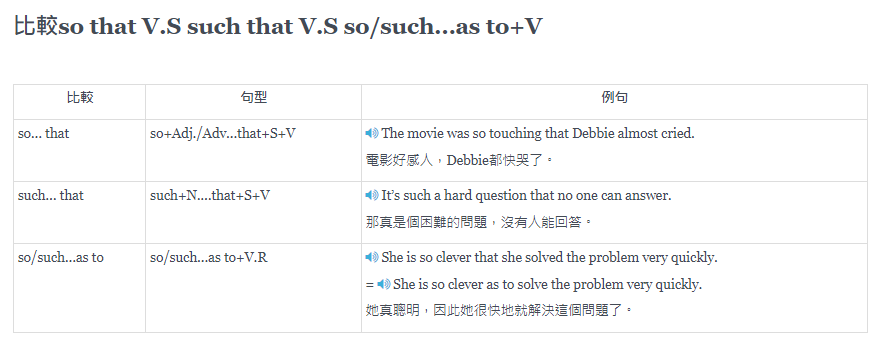 比較so that V.S such that V.S so/such…as to+V
比較 句型 例句
so… that so+Adj./Adv…that+S+V The movie was so touching that Debbie almost cried.
電影好感人，Debbie都快哭了。
such… that such+N….that+S+V It’s such a hard question that no one can answer.
那真是個困難的問題，沒有人能回答。
so/such…as to so/such…as to+V.R She is so clever that she solved the problem very quickly.
= She is so clever as to solve the problem very quickly.
她真聰明，因此她很快地就解決這個問題了。